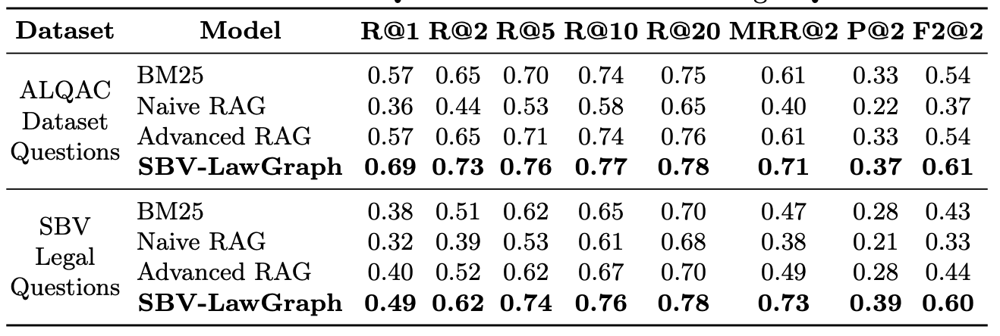 Dataset Model R@1 R@2 R@5 R@10 R@20 MRR@2 P@2 F2@2
ALQAC Dataset Questions
BM25 0.57 0.65 0.70 0.74 0.75 0.61 0.33 0.54
Naive RAG 0.36 0.44 0.53 0.58 0.65 0.40 0.22 0.37
Advanced RAG 0.57 0.65 0.71 0.74 0.76 0.61 0.33 0.54
SBV-LawGraph 0.69 0.73 0.76 0.77 0.78 0.71 0.37 0.61
SBV Legal Questions
BM25 0.38 0.51 0.62 0.65 0.70 0.47 0.28 0.43
Naive RAG 0.32 0.39 0.53 0.61 0.68 0.38 0.21 0.33
Advanced RAG 0.40 0.52 0.62 0.67 0.70 0.49 0.28 0.44
SBV-LawGraph 0.49 0.62 0.74 0.76 0.78 0.73 0.39 0.60